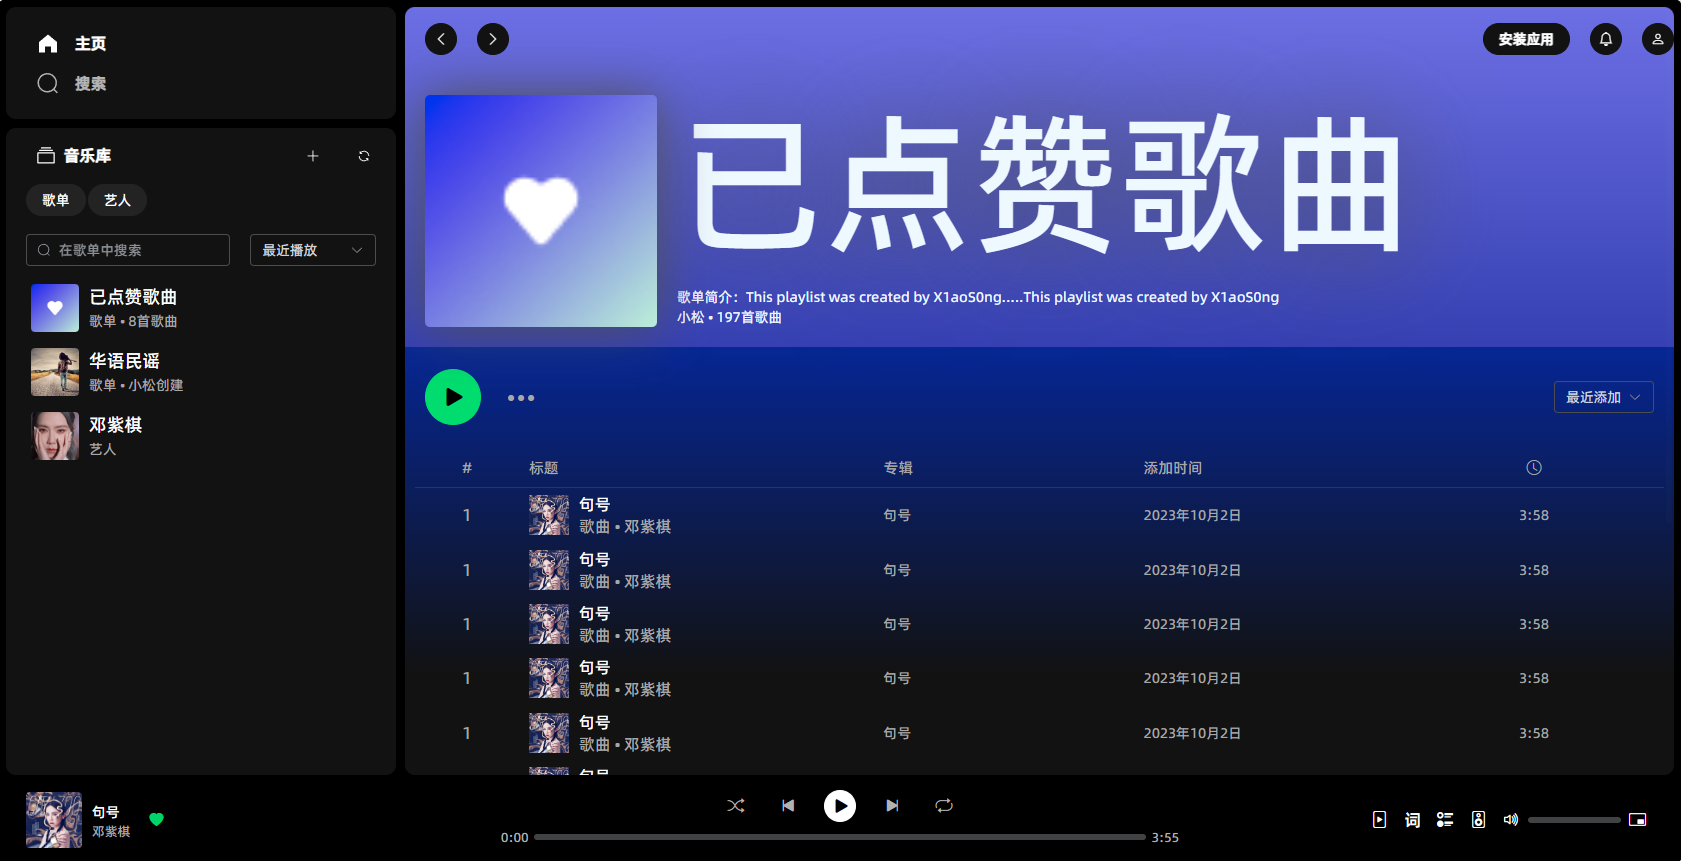 主页
搜索
音乐库
歌单
艺人
在歌单中搜索
最近播放
已点赞歌曲
歌单 • 8首歌曲
华语民谣
歌单 • 小松创建
邓紫棋
艺人
安装应用
已点赞歌曲
歌单简介：This playlist was created by X1aoS0ng.....This playlist was created by X1aoS0ng
小松 • 197首歌曲
最近添加
# 标题 专辑 添加时间
1 句号 句号 2023年10月2日 3:58
歌曲 • 邓紫棋
1 句号 句号 2023年10月2日 3:58
歌曲 • 邓紫棋
1 句号 句号 2023年10月2日 3:58
歌曲 • 邓紫棋
1 句号 句号 2023年10月2日 3:58
歌曲 • 邓紫棋
1 句号 句号 2023年10月2日 3:58
歌曲 • 邓紫棋
句号
句号
邓紫棋
0:00
3:55
词